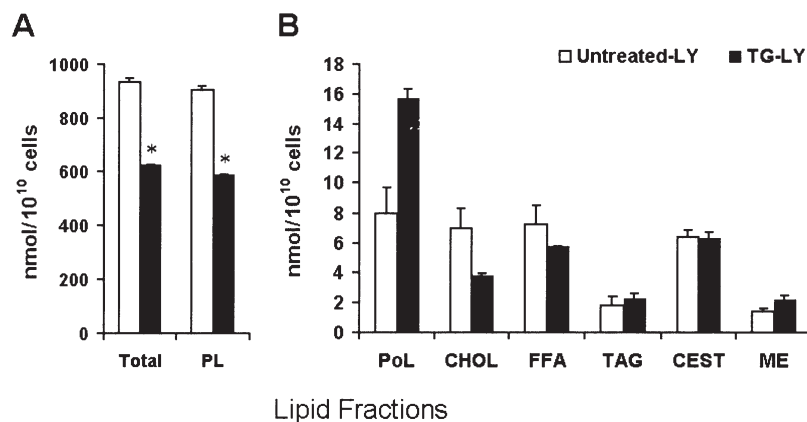 A
B
Untreated-LY TG-LY
nmol/10¹⁰ cells
1000
800
600
400
200
0
* *
Total PL
nmol/10¹⁰ cells
18
16
14
12
10
8
6
4
2
0
PoL CHOL FFA TAG CEST ME
Lipid Fractions